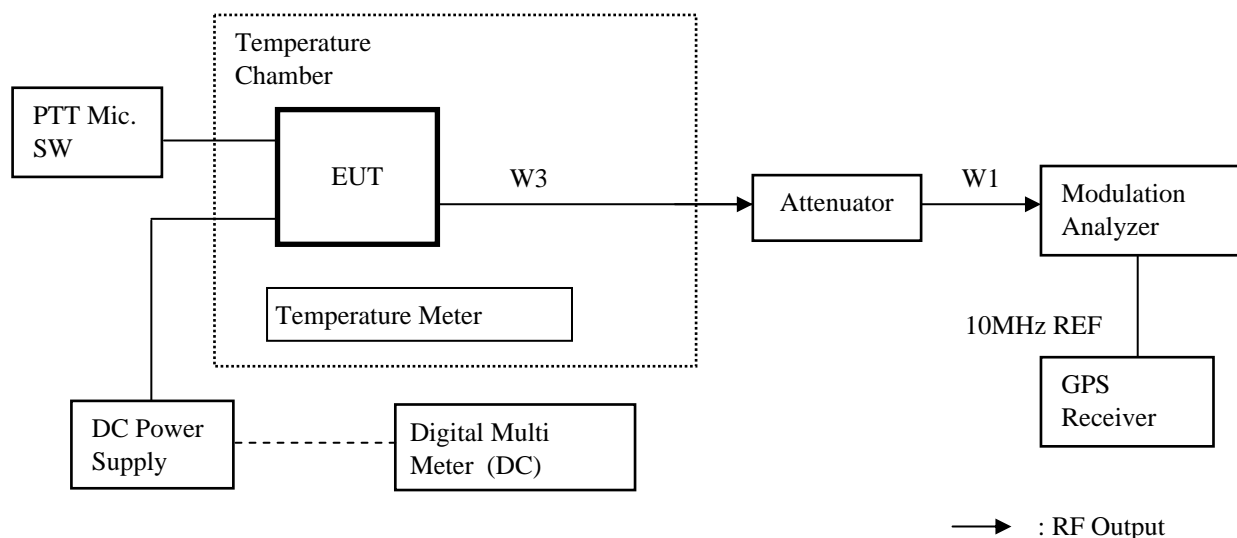 Temperature
Chamber
PTT Mic.
SW
EUT
W3
Attenuator
W1
Modulation
Analyzer
Temperature Meter
10MHz REF
GPS
Receiver
DC Power
Supply
Digital Multi
Meter (DC)
: RF Output